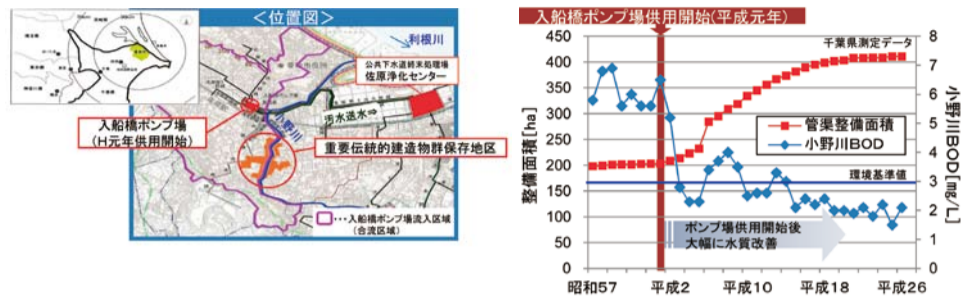 <位置図>
利根川
公共下水道終末処理場
佐原浄化センター
汚水送水⇒
小野川
入船橋ポンプ場
(H元年供用開始)
重要伝統的建造物群保存地区
・・・入船橋ポンプ場流入区域
(合流区域)
入船橋ポンプ場供用開始(平成元年)
千葉県測定データ
整備面積[ha]
450
400
350
300
250
200
150
100
50
0
管渠整備面積
小野川BOD
環境基準値
ポンプ場供用開始後
大幅に水質改善
8
7
6
5
4
3
2
1
0
小野川BOD[mg/L]
昭和57
平成2
平成10
平成18
平成26